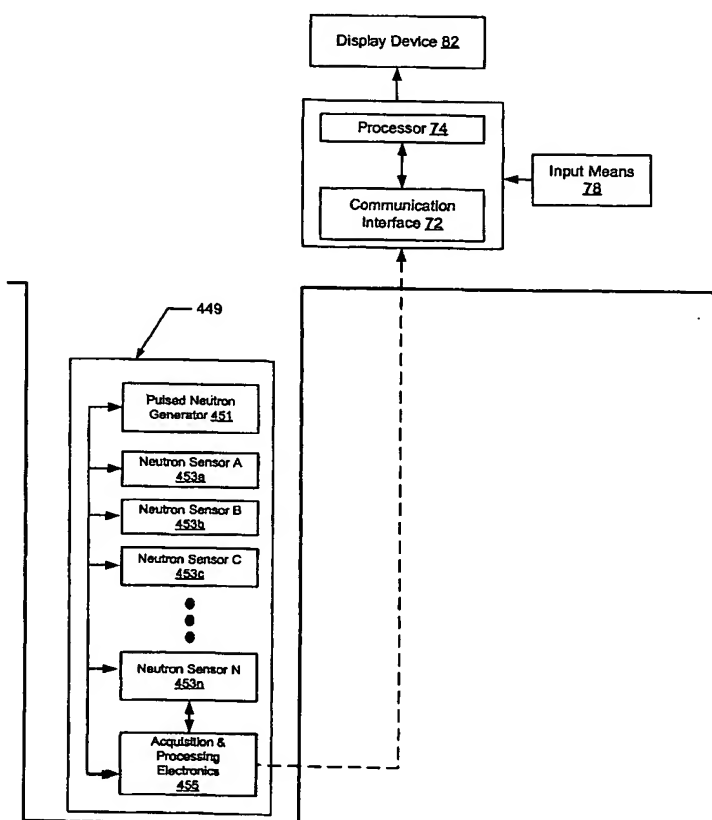 Display Device 82
Processor 74
Communication
Interface 72
Input Means
78
449
Pulsed Neutron
Generator 451
Neutron Sensor A
453a
Neutron Sensor B
453b
Neutron Sensor C
453c
Neutron Sensor N
453n
Acquisition &
Processing
Electronics
455